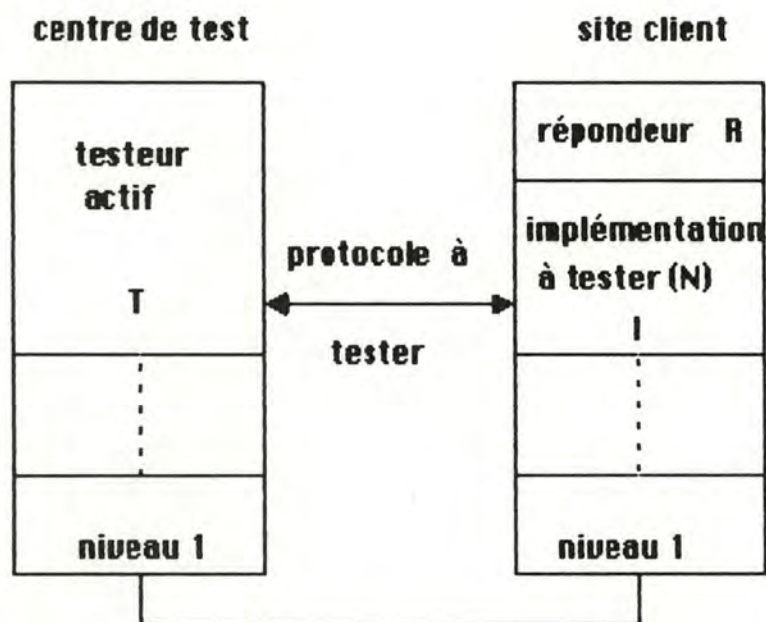 centre de test
site client
testeur
actif
T
protocole à
tester
répondeur R
implémentation
à tester (N)
I
niveau 1
niveau 1